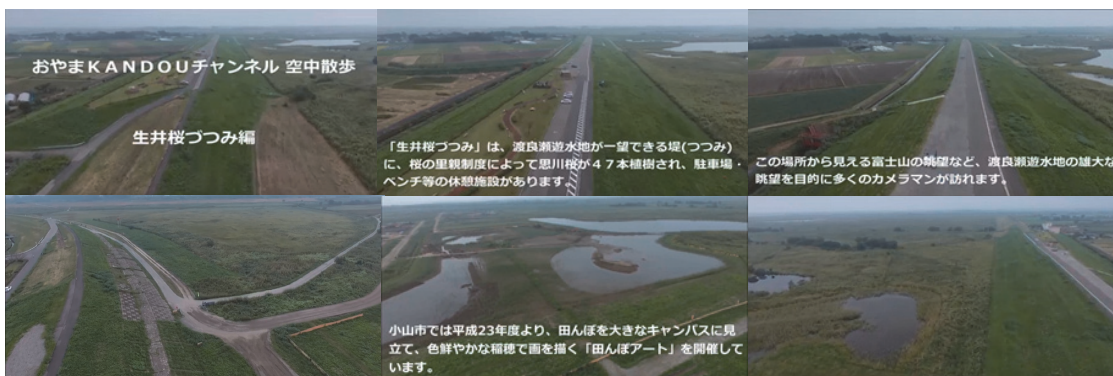 おやまＫＡＮＤＯＵチャンネル 空中散歩
生井桜づつみ編
「生井桜づつみ」は、渡良瀬遊水地が一望できる堤(つつみ)
に、桜の里親制度によって思川桜が４７本植樹され、駐車場・
ベンチ等の休憩施設があります。
この場所から見える富士山の眺望など、渡良瀬遊水地の雄大な
眺望を目的に多くのカメラマンが訪れます。
小山市では平成23年度より、田んぼを大きなキャンパスに見
立て、色鮮やかな稲穂で画を描く「田んぼアート」を開催して
います。